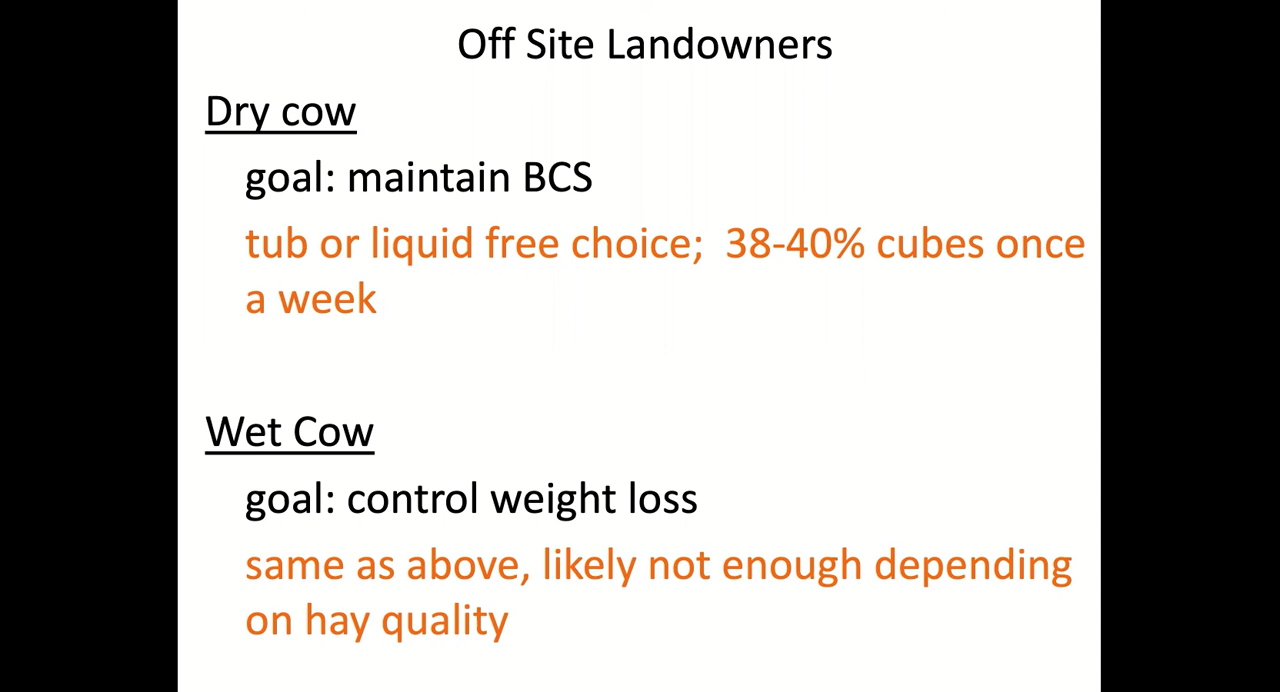 Off Site Landowners
Dry cow
goal: maintain BCS
tub or liquid free choice;  38-40% cubes once
a week
Wet Cow
goal: control weight loss
same as above, likely not enough depending
on hay quality